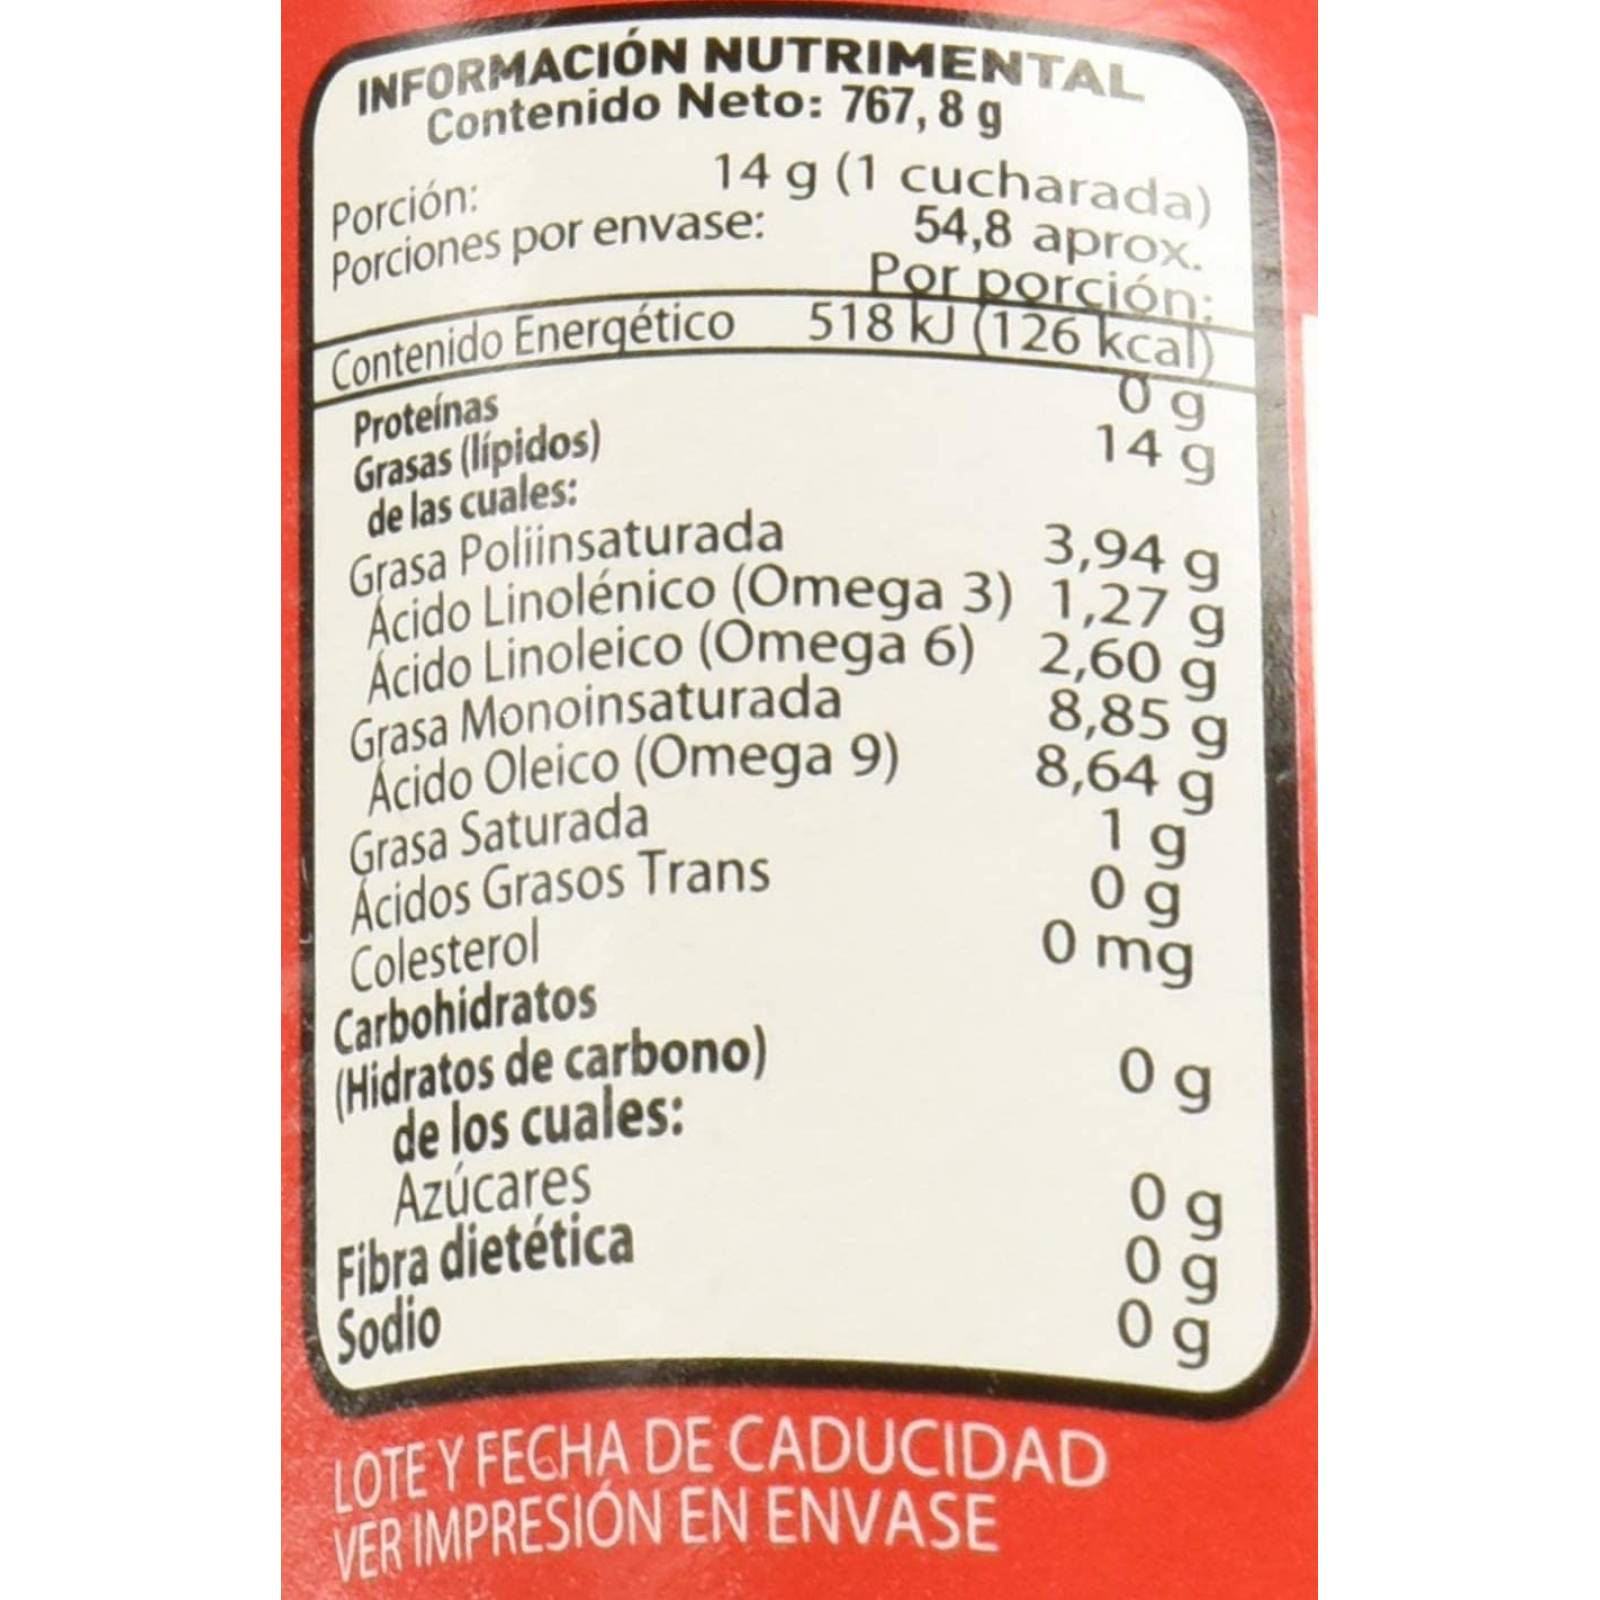 INFORMACIÓN NUTRIMENTAL
Contenido Neto: 767, 8 g
Porción: 14 g (1 cucharada)
Porciones por envase: 54,8 aprox.
Por porción:
Contenido Energético 518 kJ (126 kcal)
Proteínas 0 g
Grasas (lípidos) 14 g
de las cuales:
Grasa Poliinsaturada 3,94 g
Ácido Linolénico (Omega 3) 1,27 g
Ácido Linoleico (Omega 6) 2,60 g
Grasa Monoinsaturada 8,85 g
Ácido Oleico (Omega 9) 8,64 g
Grasa Saturada 1 g
Ácidos Grasos Trans 0 g
Colesterol 0 mg
Carbohidratos
(Hidratos de carbono) 0 g
de los cuales:
Azúcares 0 g
Fibra dietética 0 g
Sodio 0 g
LOTE Y FECHA DE CADUCIDAD
VER IMPRESIÓN EN ENVASE